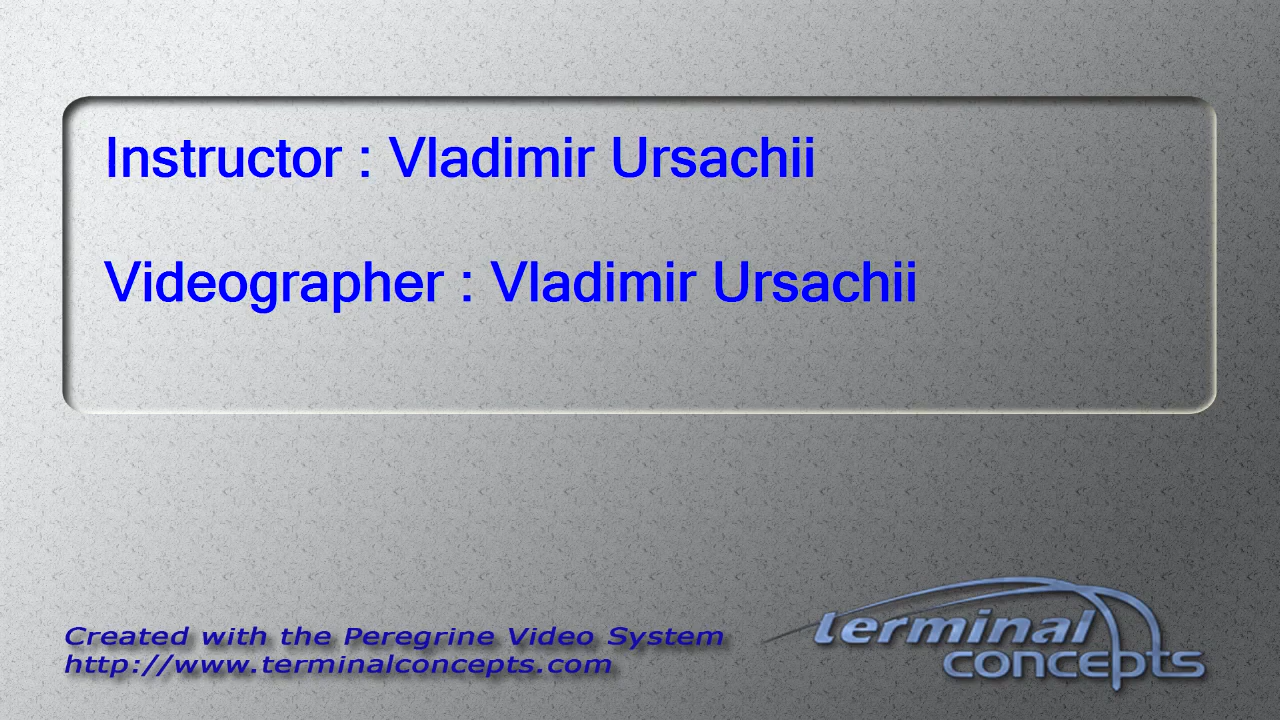 Instructor : Vladimir Ursachii
Videographer : Vladimir Ursachii
Created with the Peregrine Video System
http://www.terminalconcepts.com
terminal
concepts